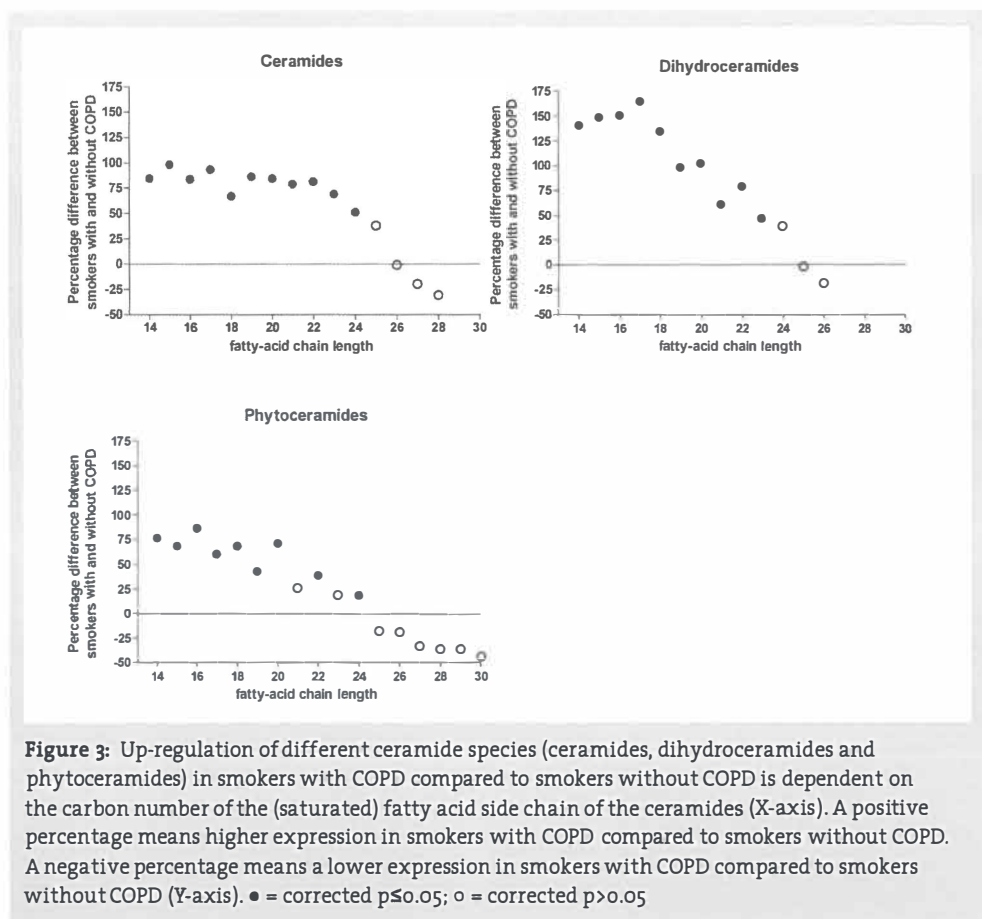 Ceramides
Percentage difference between
smokers with and without COPD
175
150
125
100
75
50
25
0
-25
-50
14 16 18 20 22 24 26 28 30
fatty-acid chain length
Dihydroceramides
Percentage difference between
smokers with and without COPD
175
150
125
100
75
50
25
0
-25
-50
14 16 18 20 22 24 26 28 30
fatty-acid chain length
Phytoceramides
Percentage difference between
smokers with and without COPD
175
150
125
100
75
50
25
0
-25
-50
14 16 18 20 22 24 26 28 30
fatty-acid chain length
Figure 3: Up-regulation of different ceramide species (ceramides, dihydroceramides and
phytoceramides) in smokers with COPD compared to smokers without COPD is dependent on
the carbon number of the (saturated) fatty acid side chain of the ceramides (X-axis). A positive
percentage means higher expression in smokers with COPD compared to smokers without COPD.
A negative percentage means a lower expression in smokers with COPD compared to smokers
without COPD (Y-axis). ● = corrected p≤0.05; o = corrected p>0.05